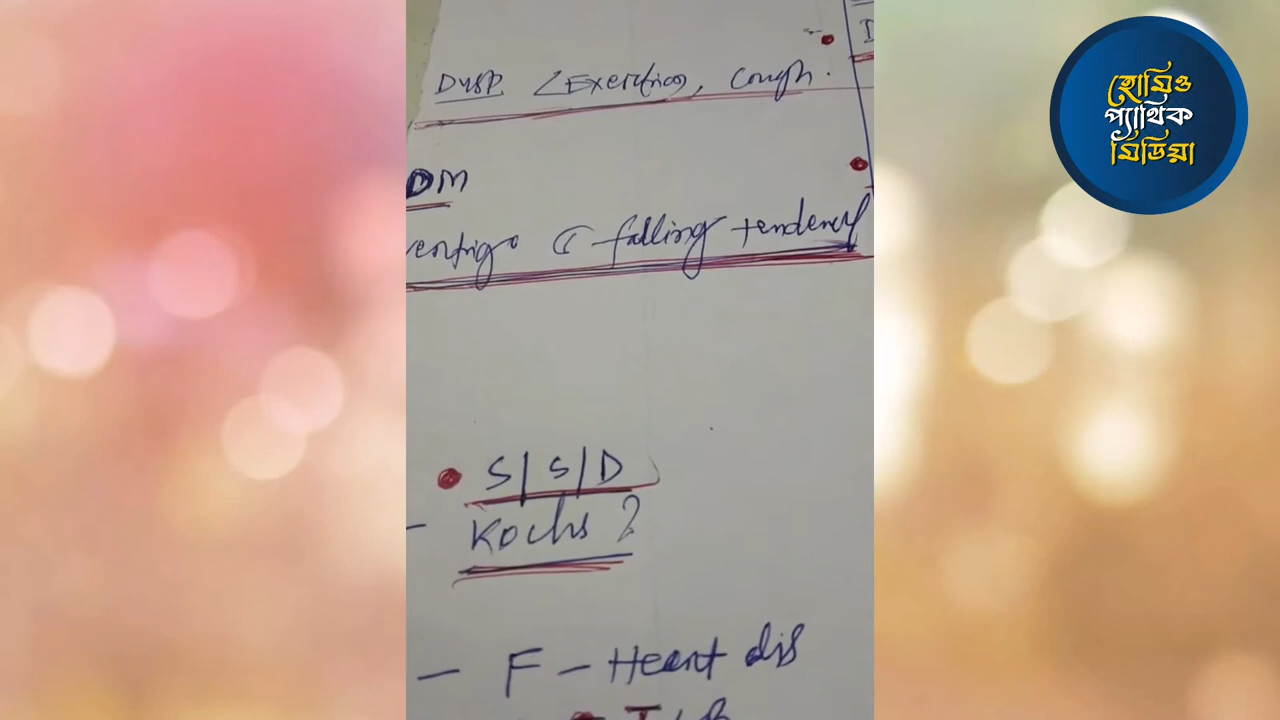 Dysp. <Exertion, Cough.
DM
vertigo c̄ falling tendency
S/S/D
Kochs ?
- F - Heart dis
হোমিও
প্যাথিক
মিডিয়া